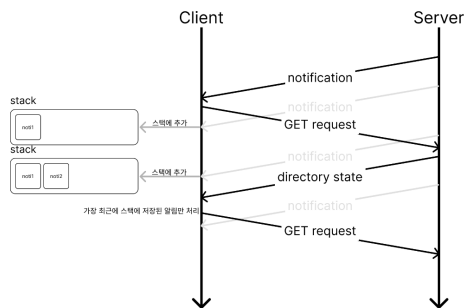 Client
Server
notification
stack
notification
noti1
스택에 추가
GET request
stack
notification
noti1
noti2
스택에 추가
directory state
notification
가장 최근에 스택에 저장된 알림만 처리
GET request